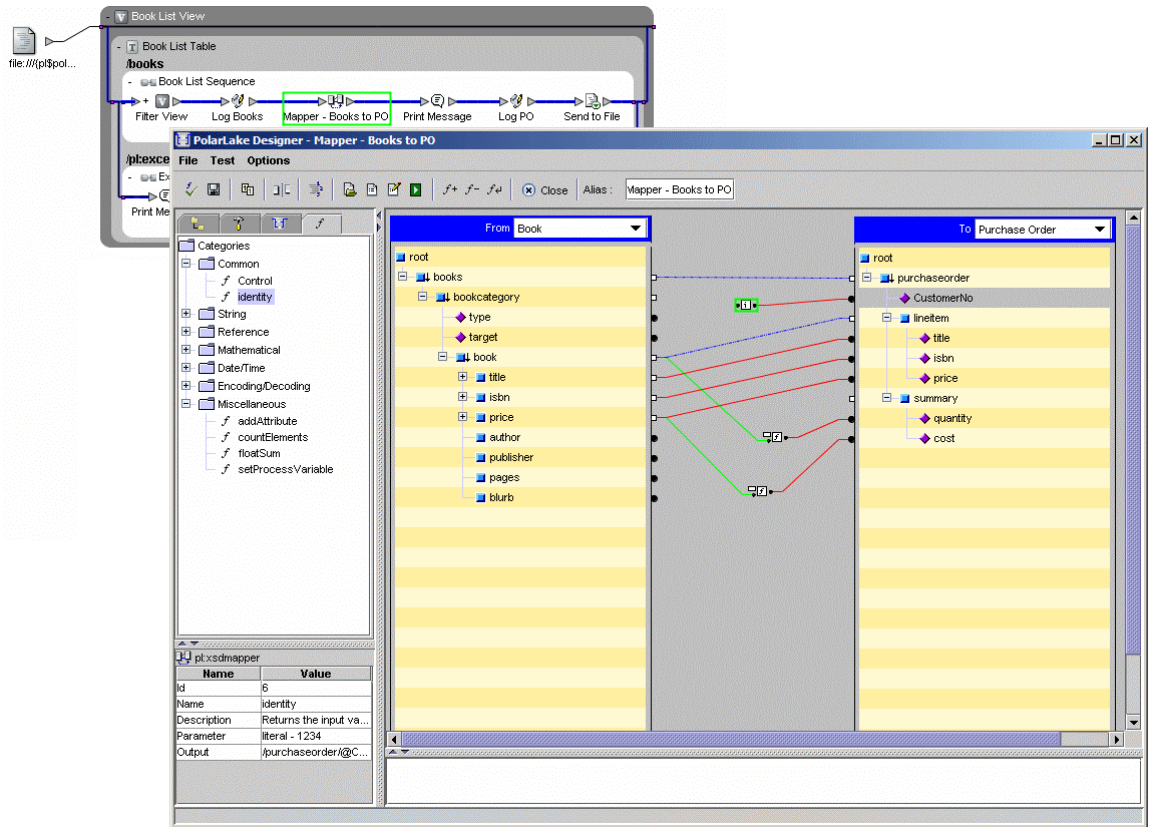 Book List View
file:///{pl$pol...
Book List Table
/books
Book List Sequence
Filter View Log Books Mapper - Books to PO Print Message Log PO Send to File
/pl:exce
Ex
Print Me
PolarLake Designer - Mapper - Books to PO
File Test Options
Close Alias : Mapper - Books to PO
Categories
Common
Control
identity
String
Reference
Mathematical
Date/Time
Encoding/Decoding
Miscellaneous
addAttribute
countElements
floatSum
setProcessVariable
pl:xsdmapper
Name Value
Id 6
Name identity
Description Returns the input va...
Parameter literal - 1234
Output /purchaseorder/@C...
From Book
root
books
bookcategory
type
target
book
title
isbn
price
author
publisher
pages
blurb
To Purchase Order
root
purchaseorder
CustomerNo
lineitem
title
isbn
price
summary
quantity
cost